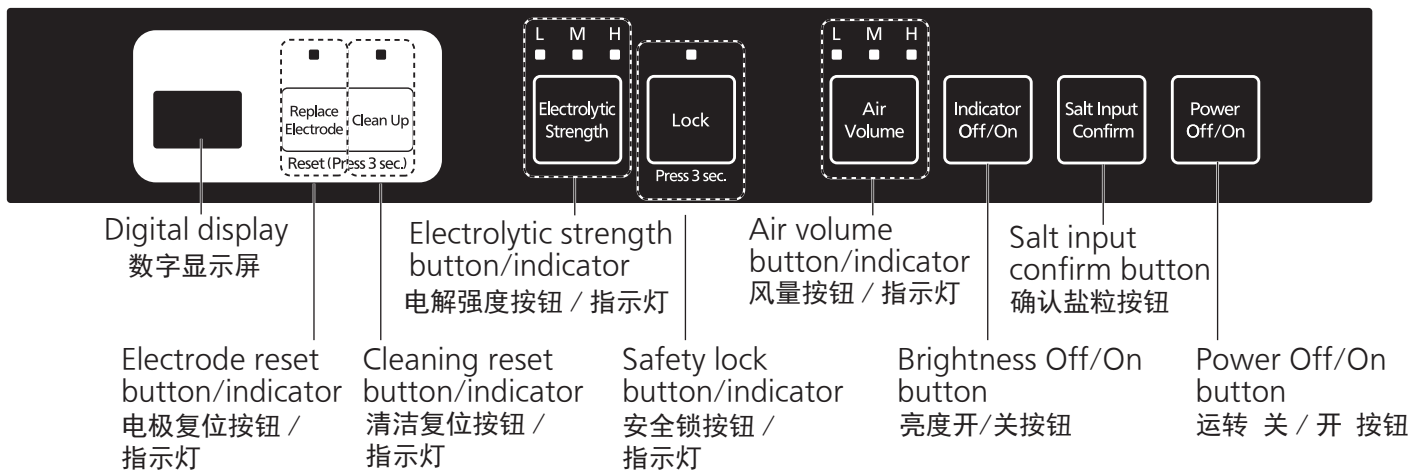 L M H
L M H
Replace
Electrode
Clean Up
Reset (Press 3 sec.)
Electrolytic
Strength
Lock
Press 3 sec.
Air
Volume
Indicator
Off/On
Salt Input
Confirm
Power
Off/On
Digital display
数字显示屏
Electrolytic strength
button/indicator
电解强度按钮 / 指示灯
Air volume
button/indicator
风量按钮 / 指示灯
Salt input
confirm button
确认盐粒按钮
Electrode reset
button/indicator
电极复位按钮 /
指示灯
Cleaning reset
button/indicator
清洁复位按钮 /
指示灯
Safety lock
button/indicator
安全锁按钮 /
指示灯
Brightness Off/On
button
亮度开/关按钮
Power Off/On
button
运转 关 / 开 按钮